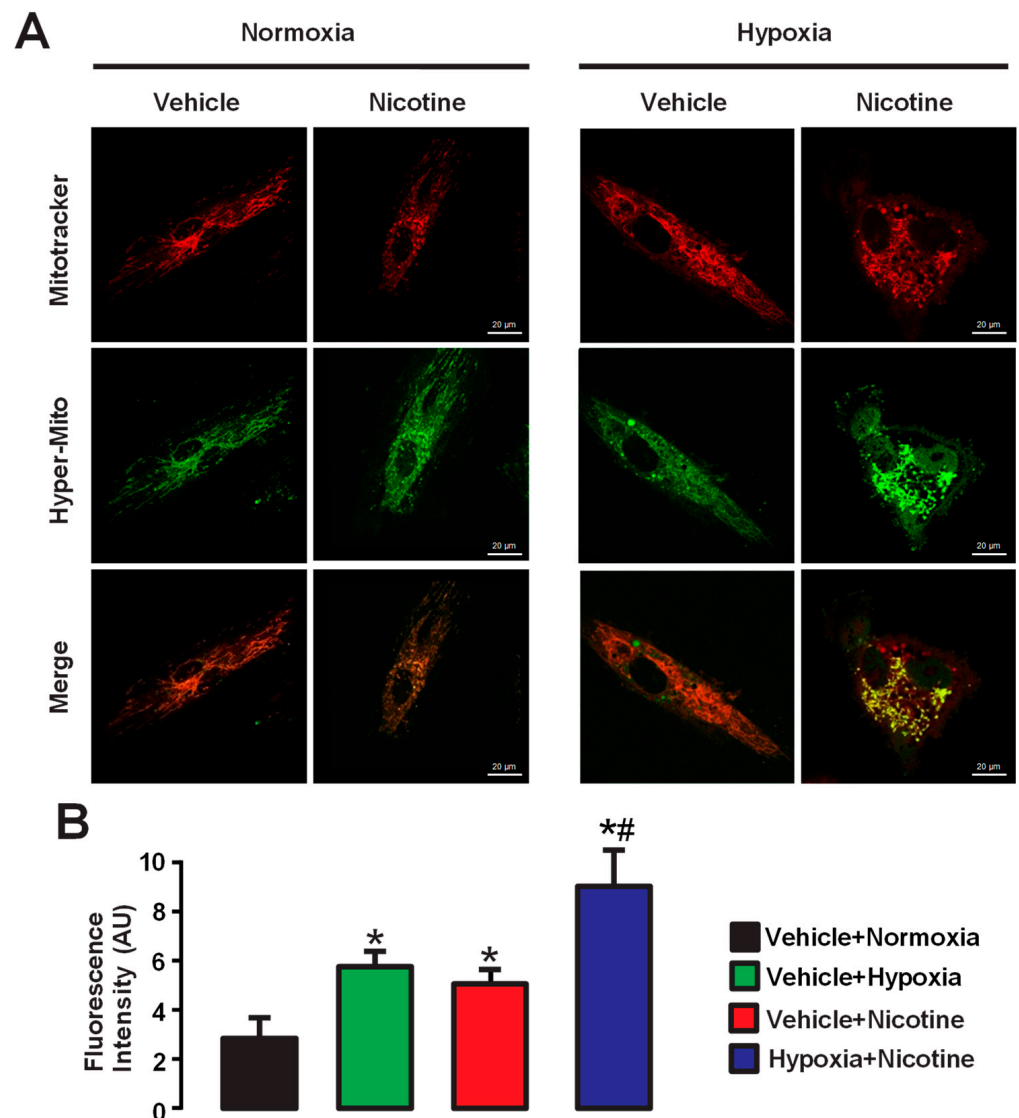 A
Normoxia Hypoxia
Vehicle Nicotine Vehicle Nicotine
Mitotracker
20 µm 20 µm
Hyper-Mito
20 µm 20 µm
Merge
20 µm 20 µm
B
Fluorescence
Intensity (AU)
10
8
6
4
2
0
*
*
*#
Vehicle+Normoxia
Vehicle+Hypoxia
Vehicle+Nicotine
Hypoxia+Nicotine